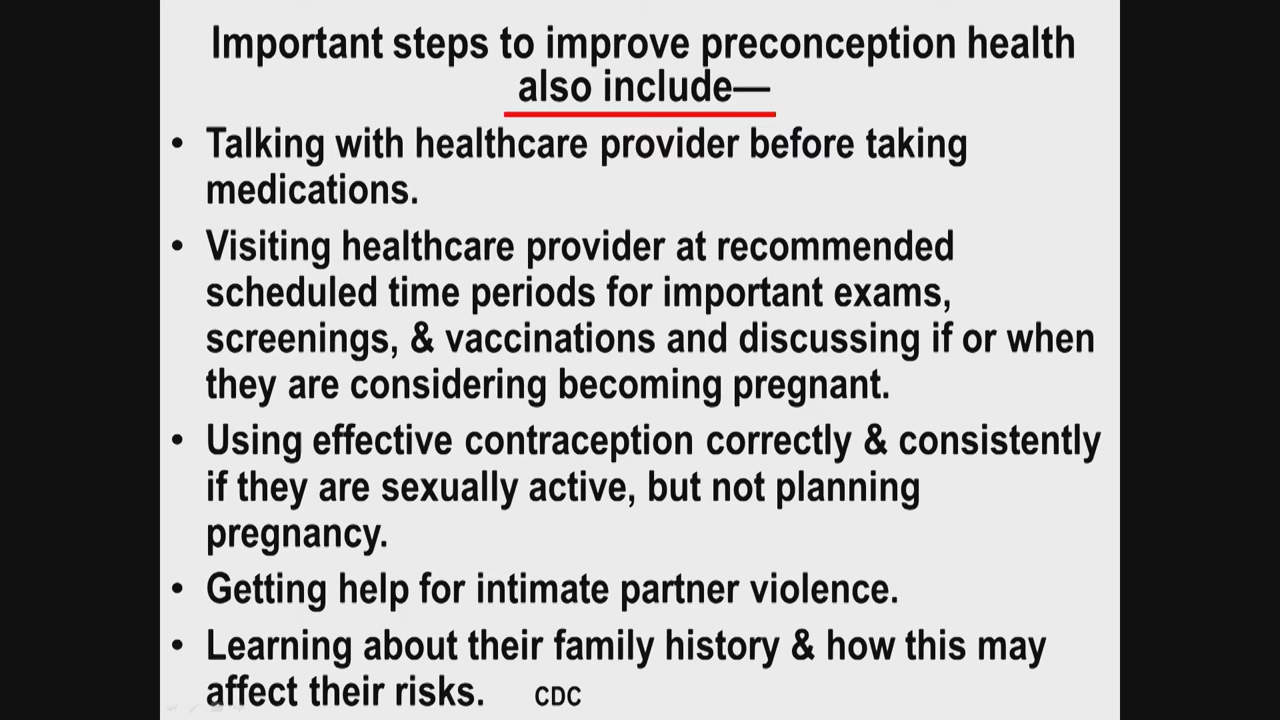 Important steps to improve preconception health
also include—
• Talking with healthcare provider before taking
medications.
• Visiting healthcare provider at recommended
scheduled time periods for important exams,
screenings, & vaccinations and discussing if or when
they are considering becoming pregnant.
• Using effective contraception correctly & consistently
if they are sexually active, but not planning
pregnancy.
• Getting help for intimate partner violence.
• Learning about their family history & how this may
affect their risks. CDC